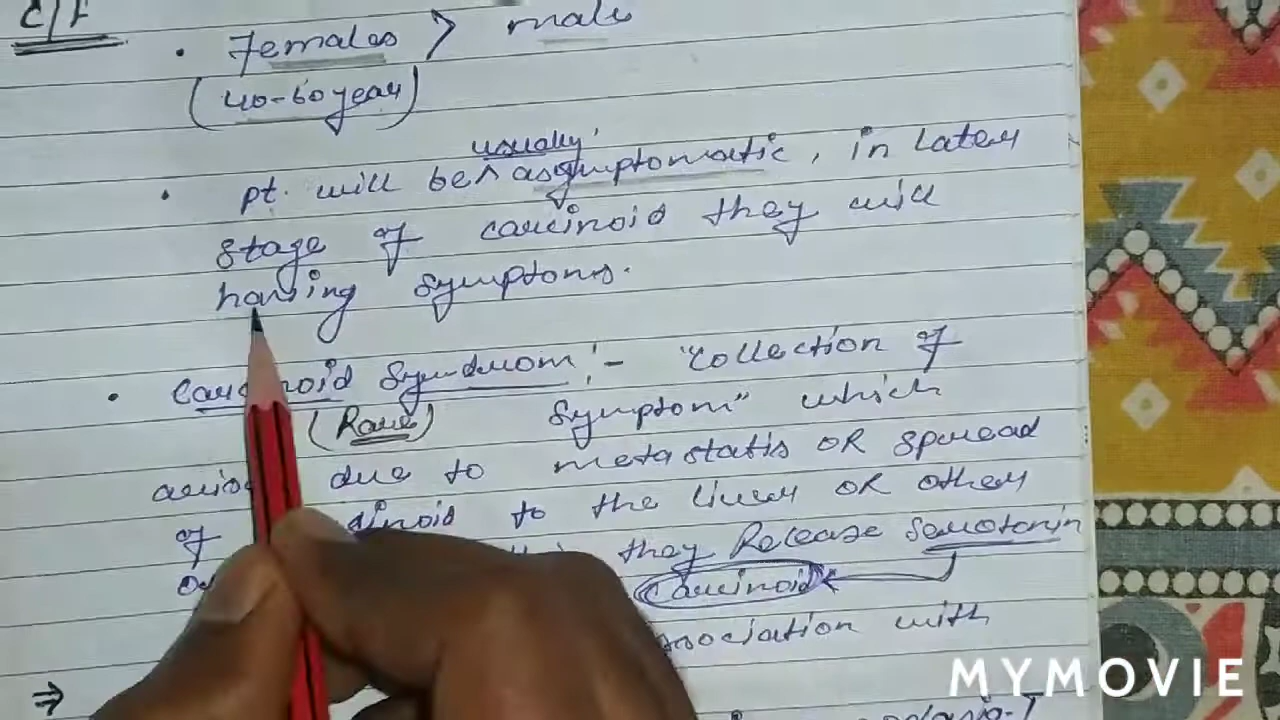 C/F
• Females > male
(40-60 year)
usually
• pt. will be ^ asymptomatic, in later
stage of carcinoid they will
having symptoms.
• Carcinoid Syndrom :- "Collection of
(Rare) Symptom" which
due to metastatis OR spread
of to the liver OR other
they Release Serotonin
Carcinoid
with
⇒
MYMOVIE